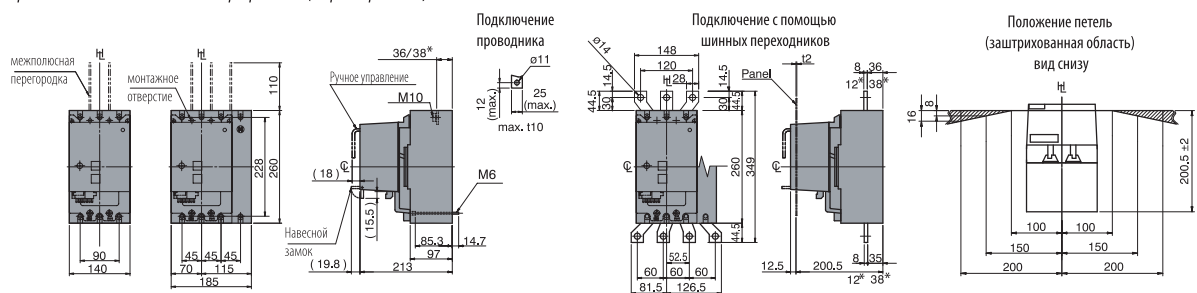 Подключение
проводника
Подключение с помощью
шинных переходников
Положение петель
(заштрихованная область)
вид снизу
межполюсная
перегородка
монтажное
отверстие
HL
HL
110
228
260
90
140
45 45 45
70 115
185
Ручное управление
36/38*
M10
(18)
(15.5)
M6
Навесной
замок
85.3
14.7
97
(19.8)
213
ø11
12
(max.)
25
(max.)
max. t10
ø14
148
120
HL
28
14.5
44.5
30
14.5
30
44.5
260
349
44.5
52.5
60 60 60
81.5 126.5
Panel
t2
8 36
12* 38*
12.5
200.5
8 35
12* 38*
HL
8
16
200.5 ±2
100 100
150 150
200 200